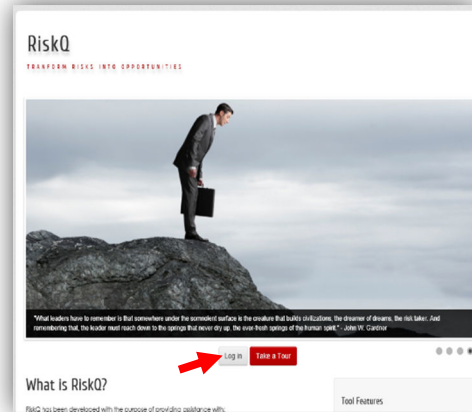 RiskQ
TRANFORM RISKS INTO OPPORTUNITIES
"What leaders have to remember is that somewhere under the somnolent surface is the creature that builds civilizations, the dreamer of dreams, the risk taker. And
remembering that, the leader must reach down to the springs that never dry up, the ever-fresh springs of the human spirit." - John W. Gardner
Log in
Take a Tour
What is RiskQ?
RiskQ has been developed with the purpose of providing assistance with:
Tool Features